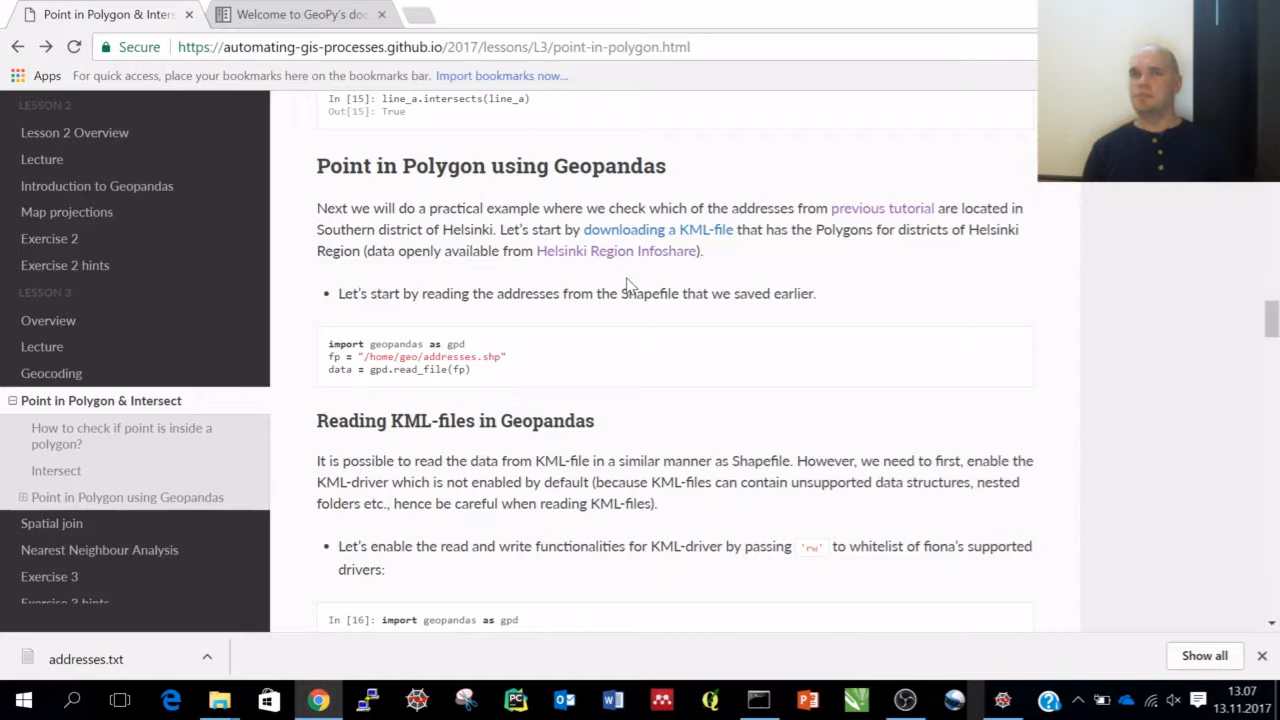 Point in Polygon & Inters
Welcome to GeoPy's doc
Secure https://automating-gis-processes.github.io/2017/lessons/L3/point-in-polygon.html
Apps For quick access, place your bookmarks here on the bookmarks bar. Import bookmarks now...
LESSON 2
Lesson 2 Overview
Lecture
Introduction to Geopandas
Map projections
Exercise 2
Exercise 2 hints
LESSON 3
Overview
Lecture
Geocoding
Point in Polygon & Intersect
How to check if point is inside a
polygon?
Intersect
Point in Polygon using Geopandas
Spatial join
Nearest Neighbour Analysis
Exercise 3
Exercise 3 hints
In [15]: line_a.intersects(line_a)
Out[15]: True
Point in Polygon using Geopandas
Next we will do a practical example where we check which of the addresses from previous tutorial are located in
Southern district of Helsinki. Let's start by downloading a KML-file that has the Polygons for districts of Helsinki
Region (data openly available from Helsinki Region Infoshare).
• Let's start by reading the addresses from the Shapefile that we saved earlier.
import geopandas as gpd
fp = "/home/geo/addresses.shp"
data = gpd.read_file(fp)
Reading KML-files in Geopandas
It is possible to read the data from KML-file in a similar manner as Shapefile. However, we need to first, enable the
KML-driver which is not enabled by default (because KML-files can contain unsupported data structures, nested
folders etc., hence be careful when reading KML-files).
• Let's enable the read and write functionalities for KML-driver by passing 'rw' to whitelist of fiona's supported
drivers:
In [16]: import geopandas as gpd
addresses.txt
Show all
13.07
13.11.2017